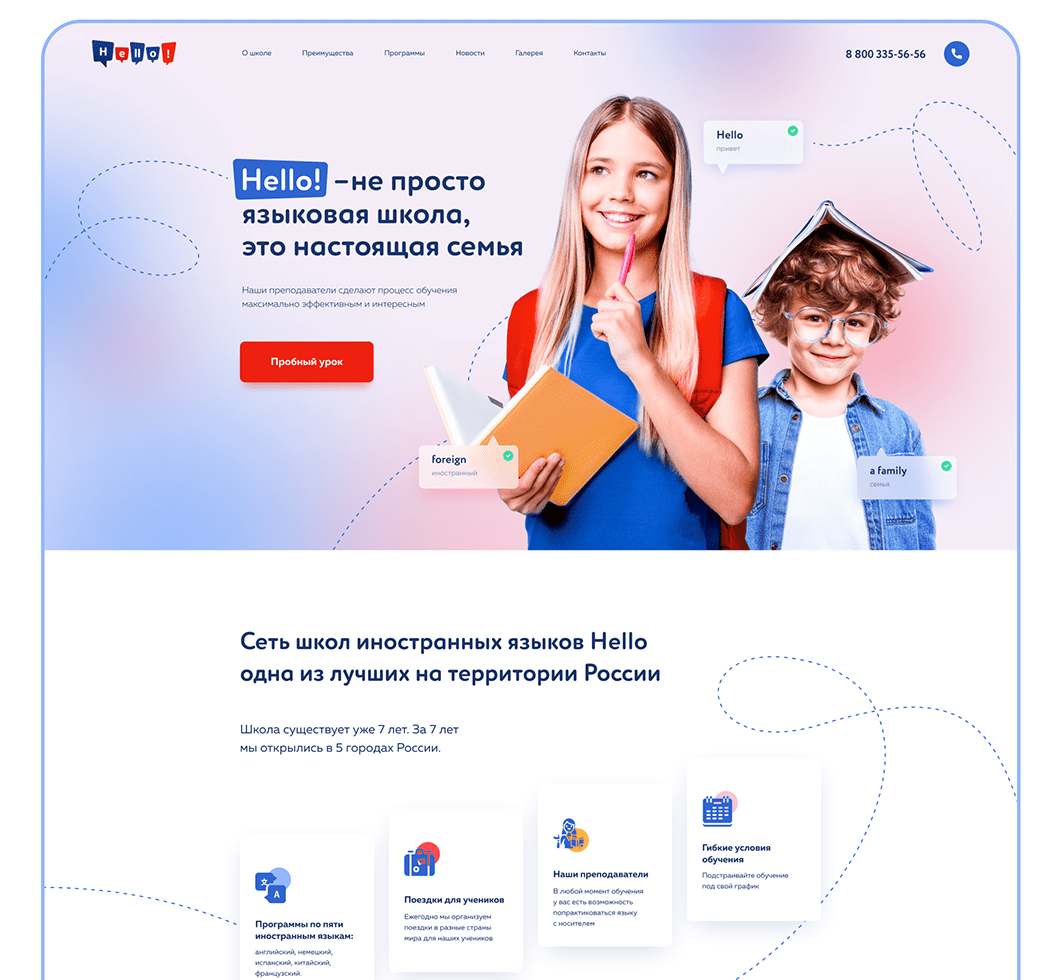 Hello!
О школе
Преимущества
Программы
Новости
Галерея
Контакты
8 800 335-56-56
Hello! –не просто
языковая школа,
это настоящая семья
Наши преподаватели сделают процесс обучения
максимально эффективным и интересным
Пробный урок
Hello
привет
foreign
иностранный
a family
семья
Сеть школ иностранных языков Hello
одна из лучших на территории России
Школа существует уже 7 лет. За 7 лет
мы открылись в 5 городах России.
A
Программы по пяти
иностранным языкам:
английский, немецкий,
испанский, китайский,
французский.
Поездки для учеников
Ежегодно мы организуем
поездки в разные страны
мира для наших учеников
Наши преподаватели
В любой момент обучения
у вас есть возможность
попрактиковаться языку
с носителем
Гибкие условия
обучения
Подстраивайте обучение
под свой график